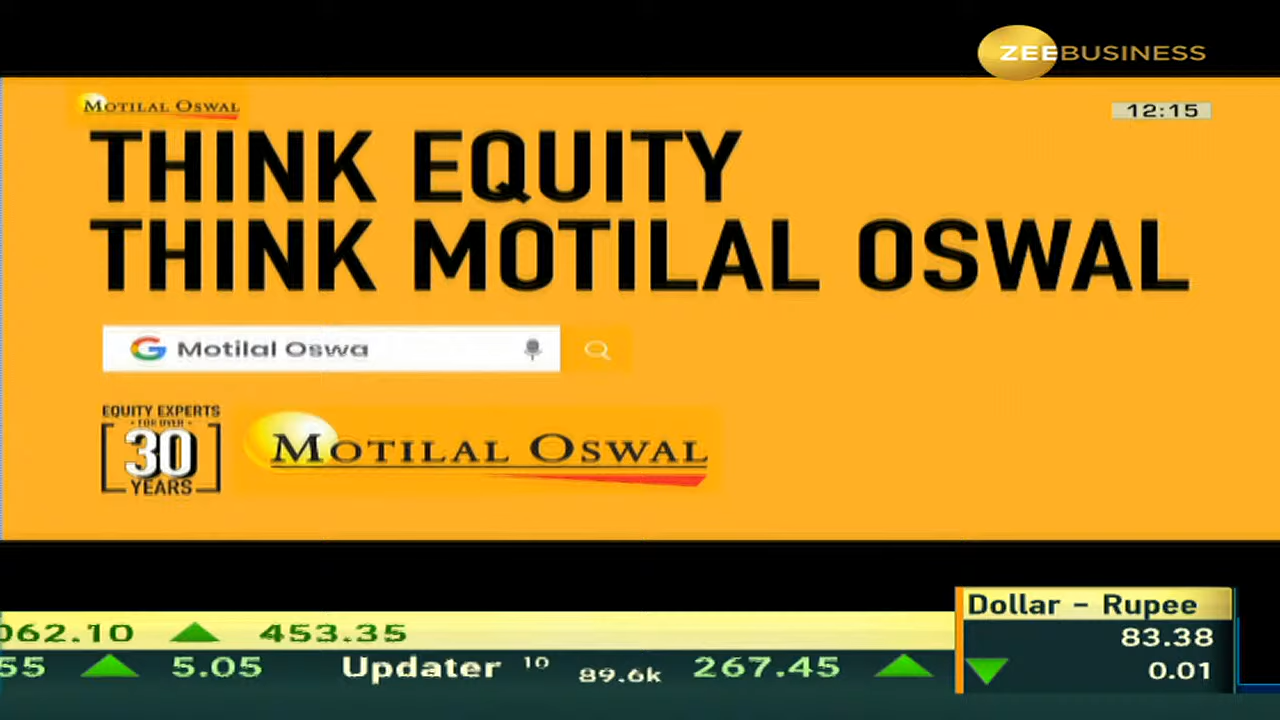 ZEEBUSINESS
MOTILAL OSWAL
12:15
THINK EQUITY
THINK MOTILAL OSWAL
G Motilal Oswa
EQUITY EXPERTS
- FOR OVER -
30
YEARS
MOTILAL OSWAL
Dollar - Rupee
062.10 453.35
83.38
55 5.05 Updater 10 89.6k 267.45
0.01